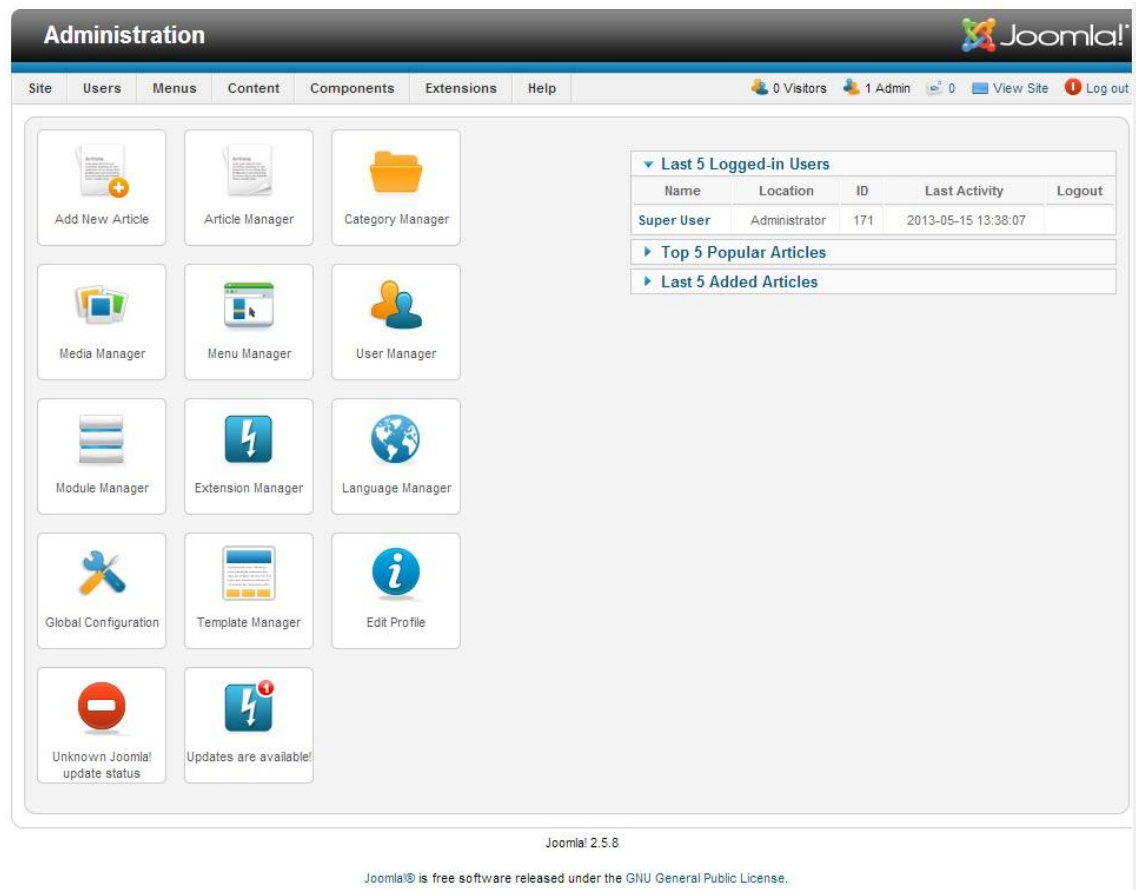 Administration
Joomla!
Site Users Menus Content Components Extensions Help 0 Visitors 1 Admin 0 View Site Log out
Add New Article Article Manager Category Manager
Last 5 Logged-in Users
Name Location ID Last Activity Logout
Super User Administrator 171 2013-05-15 13:38:07
Top 5 Popular Articles
Last 5 Added Articles
Media Manager Menu Manager User Manager
Module Manager Extension Manager Language Manager
Global Configuration Template Manager Edit Profile
1
Unknown Joomla! Updates are available!
update status
Joomla! 2.5.8
Joomla!® is free software released under the GNU General Public License.